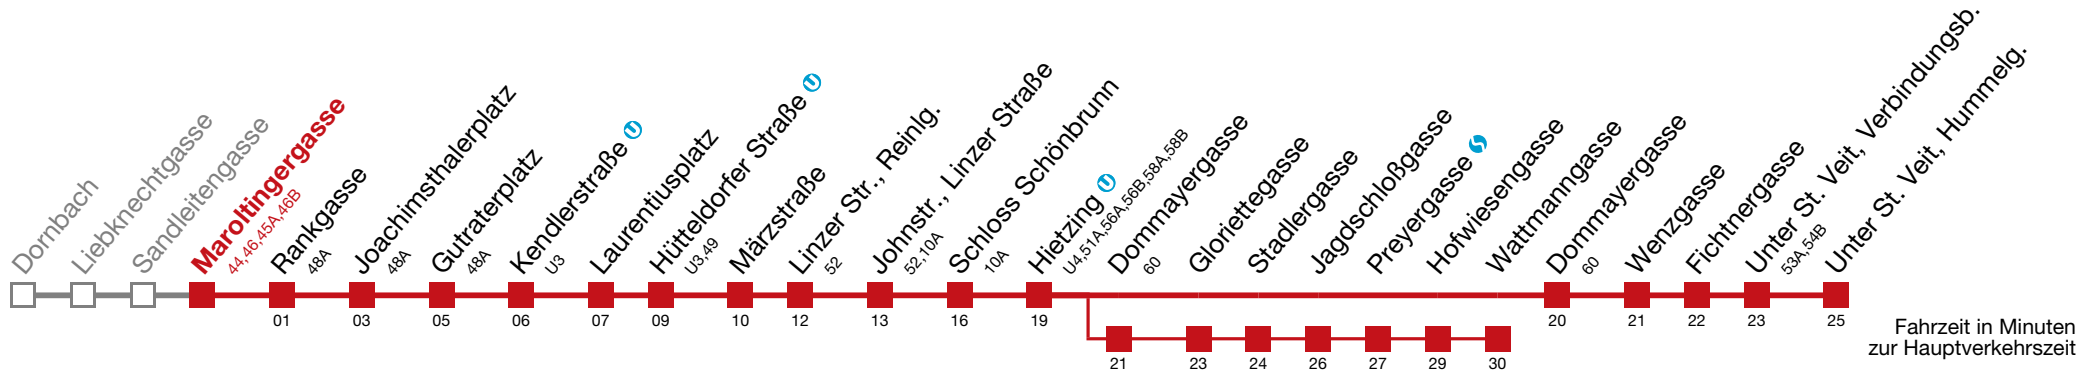 Dornbach
Liebknechtgasse
Sandleitengasse
Maroltingergasse
44,46,45A,46B
Rankgasse
48A
Joachimsthalerplatz
48A
Gutraterplatz
48A
Kendlerstraße
U3
Laurentiusplatz
Hütteldorfer Straße
U3,49
Märzstraße
Linzer Str., Reinlg.
52
Johnstr., Linzer Straße
52,10A
Schloss Schönbrunn
10A
Hietzing
U4,51A,56A,56B,58A,58B
Dommayergasse
60
Gloriettegasse
Stadlergasse
Jagdschloßgasse
Preyergasse
Hofwiesengasse
Wattmanngasse
Dommayergasse
60
Wenzgasse
Fichtnergasse
Unter St. Veit, Verbindungsb.
53A,54B
Unter St. Veit, Hummelg.
01 03 05 06 07 09 10 12 13 16 19 20 21 22 23 25
21 23 24 26 27 29 30
Fahrzeit in Minuten
zur Hauptverkehrszeit